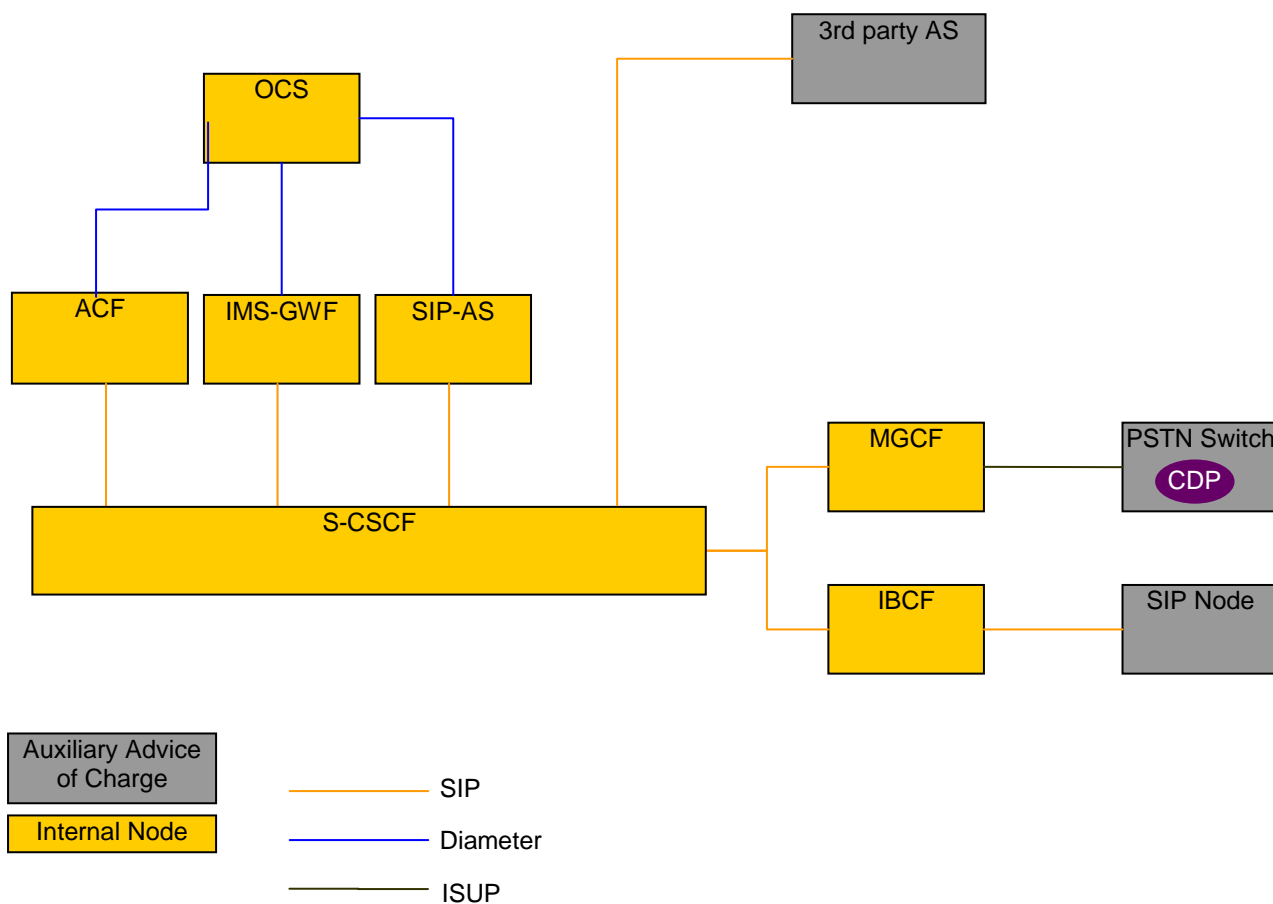 3rd party AS
OCS
ACF
IMS-GWF
SIP-AS
MGCF
PSTN Switch
CDP
S-CSCF
IBCF
SIP Node
Auxiliary Advice
of Charge
Internal Node
SIP
Diameter
ISUP